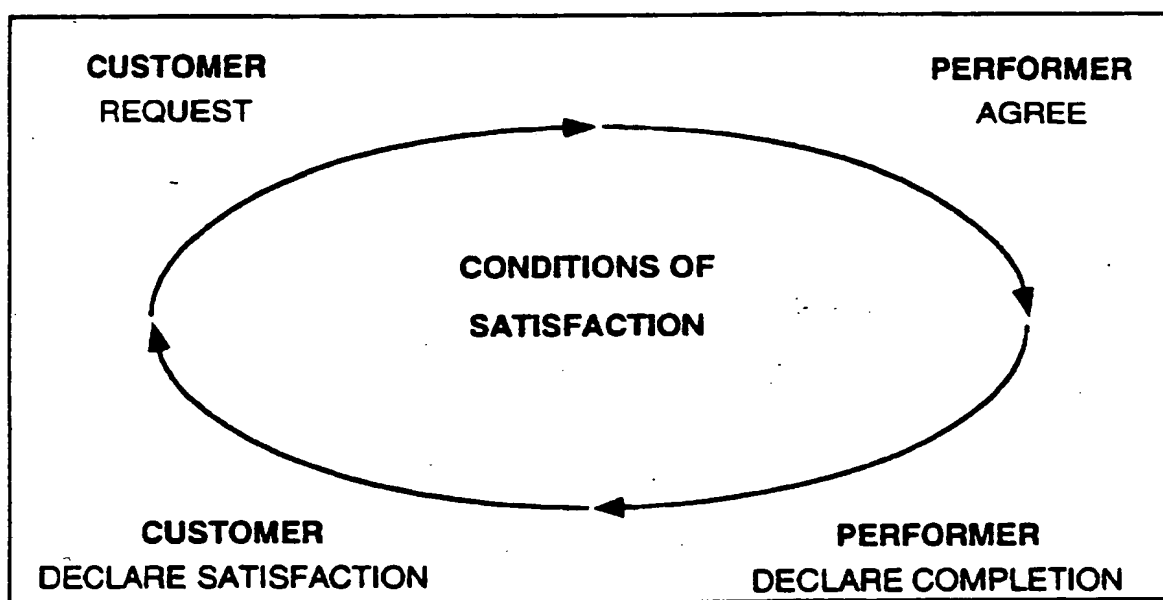 CUSTOMER
REQUEST
PERFORMER
AGREE
CONDITIONS OF
SATISFACTION
CUSTOMER
DECLARE SATISFACTION
PERFORMER
DECLARE COMPLETION